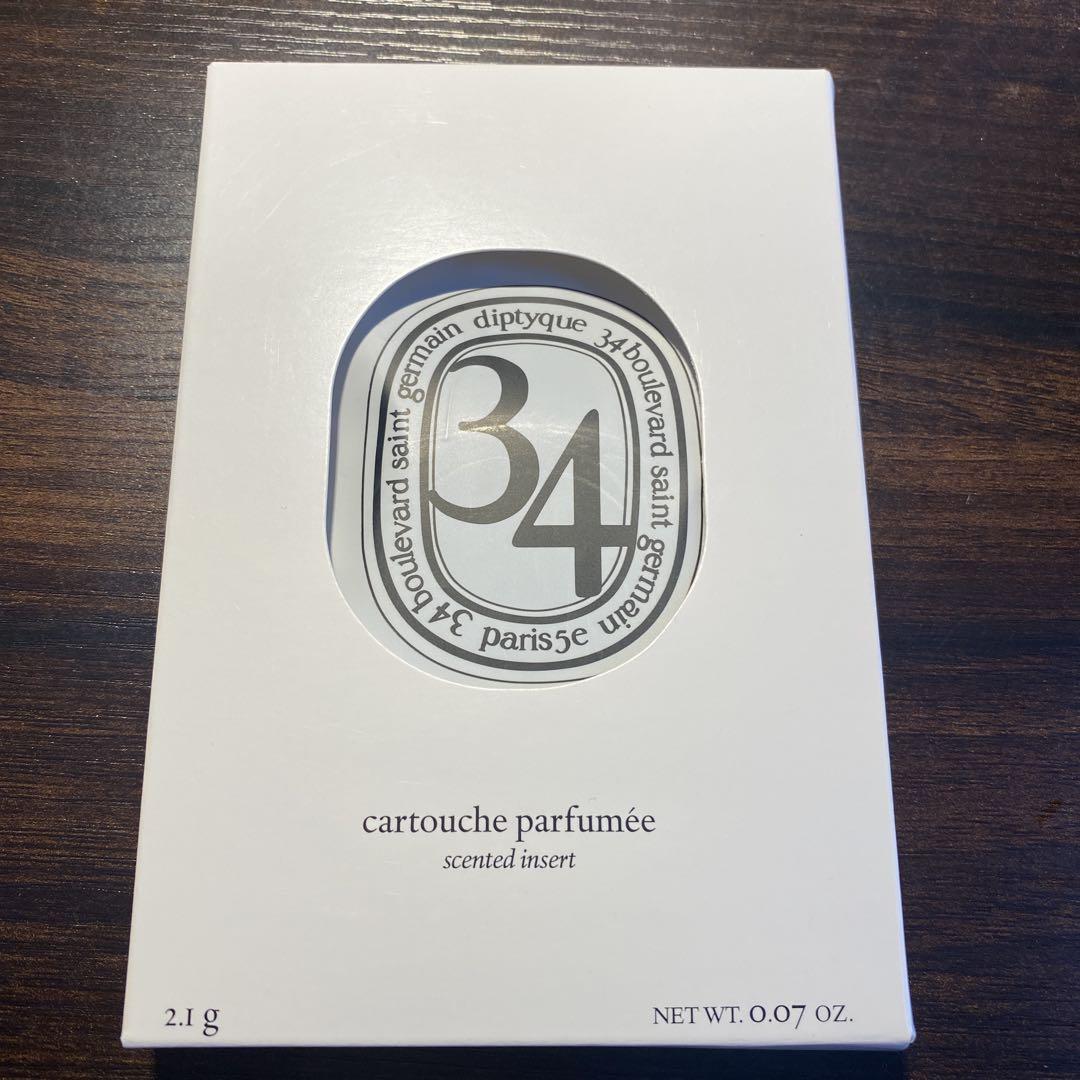 diptyque 34 boulevard saint germain paris 5e 34 boulevard saint germain
34
cartouche parfumée
scented insert
2.1 g
NET WT. 0.07 OZ.